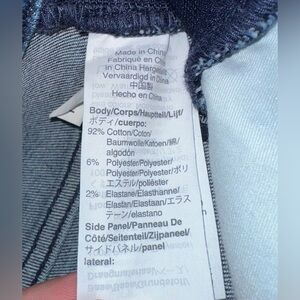 Made in China
Fabriqué en Chi
in China Herges
Vervaardigd in China
中国製
Hecho en China
Body/Corps/Hauptteil/Lijf/
ボディ/cuerpo:
92% Cotton/Coton/
Baumwolle/Katoen/綿/
algodón
6% Polyester/Polyester/
Polyester/Polyester/ポリ
エステル/poliéster
2% Elastane/Elasthanne/
Elastan/Elastaan/エラス
テーン/elastano
Side Panel/Panneau De
Côté/Seitenteil/Zijpaneel/
サイドパネル/panel
lateral: